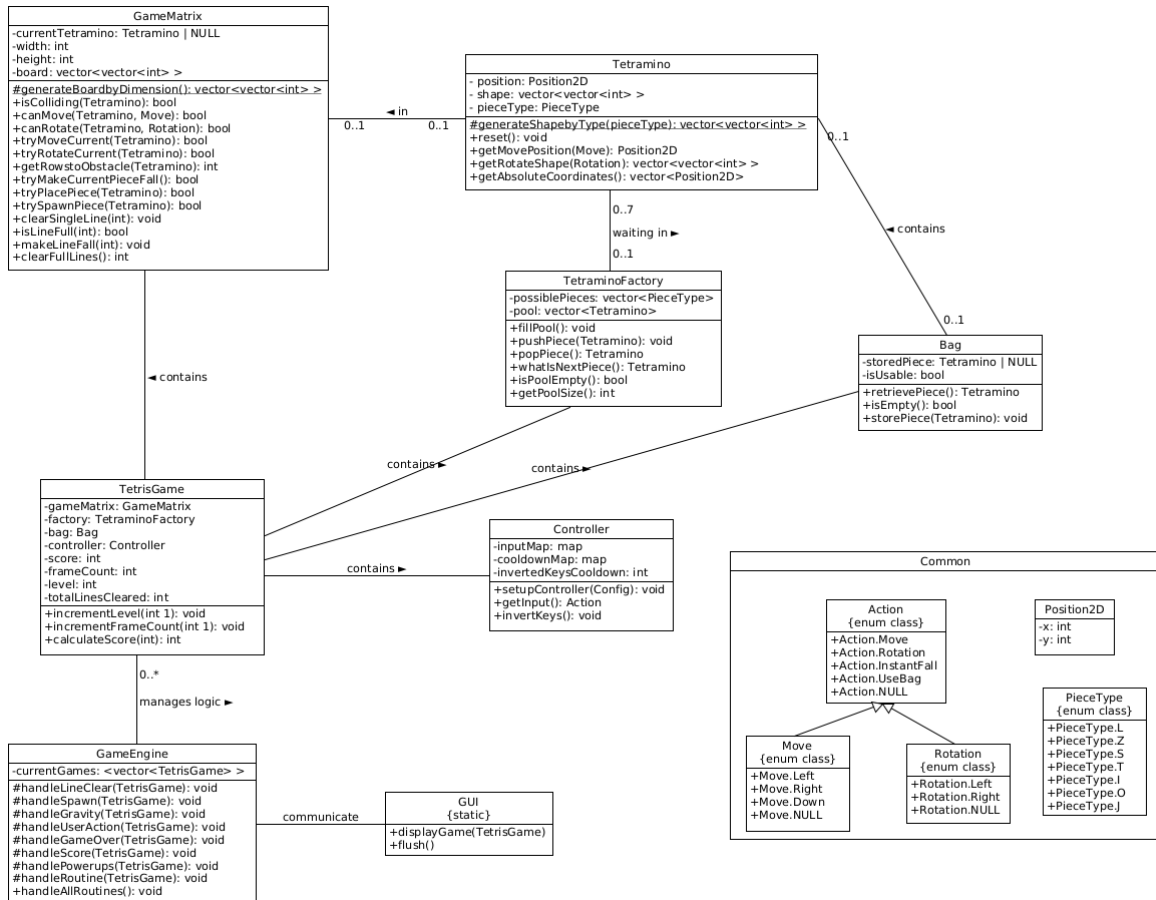 GameMatrix
-currentTetramino: Tetramino | NULL
-width: int
-height: int
-board: vector<vector<int> >
#generateBoardbyDimension(): vector<vector<int> >
+isColliding(Tetramino): bool
+canMove(Tetramino, Move): bool
+canRotate(Tetramino, Rotation): bool
+tryMoveCurrent(Tetramino): bool
+tryRotateCurrent(Tetramino): bool
+getRowstoObstacle(Tetramino): int
+tryMakeCurrentPieceFall(): bool
+tryPlacePiece(Tetramino): bool
+trySpawnPiece(Tetramino): bool
+clearSingleLine(int): void
+isLineFull(int): bool
+makeLineFall(int): void
+clearFullLines(): int
◄ in
0..1
0..1
Tetramino
- position: Position2D
- shape: vector<vector<int> >
- pieceType: PieceType
#generateShapebyType(pieceType): vector<vector<int> >
+reset(): void
+getMovePosition(Move): Position2D
+getRotateShape(Rotation): vector<vector<int> >
+getAbsoluteCoordinates(): vector<Position2D>
0..1
◄ contains
0..1
0..7
waiting in ►
0..1
TetraminoFactory
-possiblePieces: vector<PieceType>
-pool: vector<Tetramino>
+fillPool(): void
+pushPiece(Tetramino): void
+popPiece(): Tetramino
+whatIsNextPiece(): Tetramino
+isPoolEmpty(): bool
+getPoolSize(): int
Bag
-storedPiece: Tetramino | NULL
-isUsable: bool
+retrievePiece(): Tetramino
+isEmpty(): bool
+storePiece(Tetramino): void
◄ contains
contains ►
contains ►
TetrisGame
-gameMatrix: GameMatrix
-factory: TetraminoFactory
-bag: Bag
-controller: Controller
-score: int
-frameCount: int
-level: int
-totalLinesCleared: int
+incrementLevel(int 1): void
+incrementFrameCount(int 1): void
+calculateScore(int): int
contains ►
Controller
-inputMap: map
-cooldownMap: map
-invertedKeysCooldown: int
+setupController(Config): void
+getInput(): Action
+invertKeys(): void
0..*
manages logic ►
GameEngine
-currentGames: <vector<TetrisGame> >
#handleLineClear(TetrisGame): void
#handleSpawn(TetrisGame): void
#handleGravity(TetrisGame): void
#handleUserAction(TetrisGame): void
#handleGameOver(TetrisGame): void
#handleScore(TetrisGame): void
#handlePowerups(TetrisGame): void
#handleRoutine(TetrisGame): void
+handleAllRoutines(): void
communicate
GUI
{static}
+displayGame(TetrisGame)
+flush()
Common
Action
{enum class}
+Action.Move
+Action.Rotation
+Action.InstantFall
+Action.UseBag
+Action.NULL
Position2D
-x: int
-y: int
Move
{enum class}
+Move.Left
+Move.Right
+Move.Down
+Move.NULL
Rotation
{enum class}
+Rotation.Left
+Rotation.Right
+Rotation.NULL
PieceType
{enum class}
+PieceType.L
+PieceType.Z
+PieceType.S
+PieceType.T
+PieceType.I
+PieceType.O
+PieceType.J